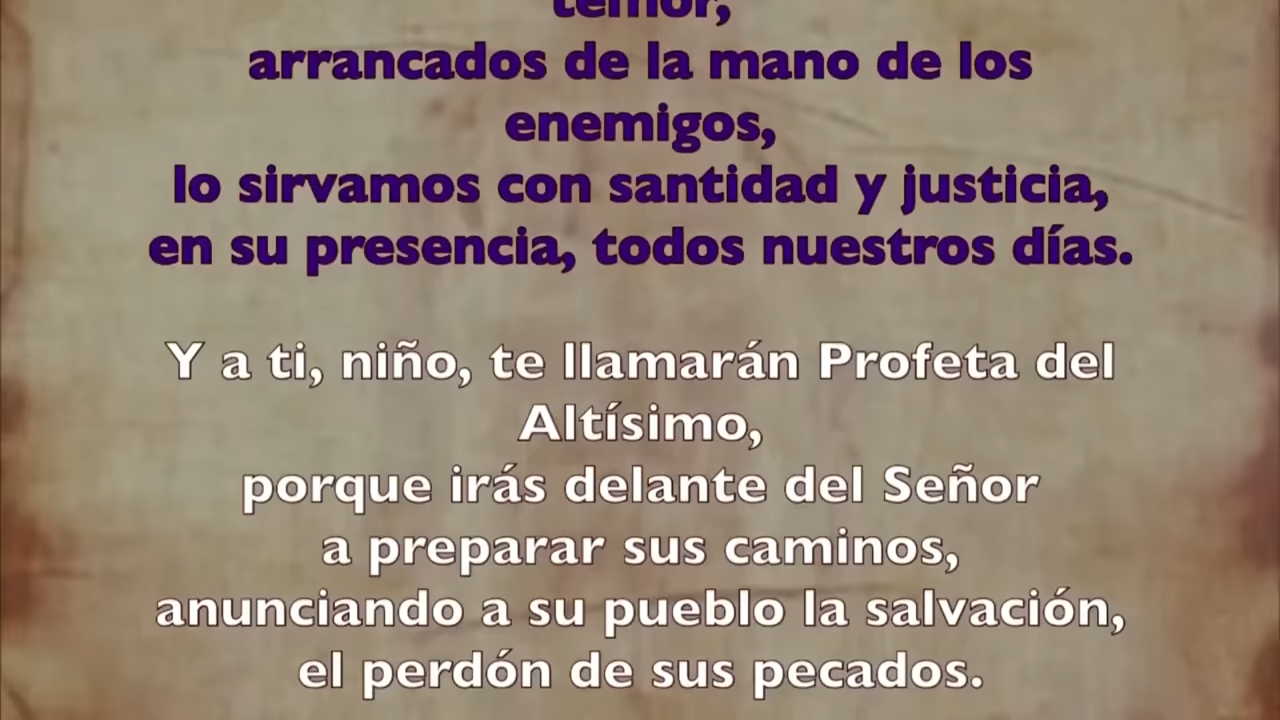 temor,
arrancados de la mano de los
enemigos,
lo sirvamos con santidad y justicia,
en su presencia, todos nuestros días.
Y a ti, niño, te llamarán Profeta del
Altísimo,
porque irás delante del Señor
a preparar sus caminos,
anunciando a su pueblo la salvación,
el perdón de sus pecados.